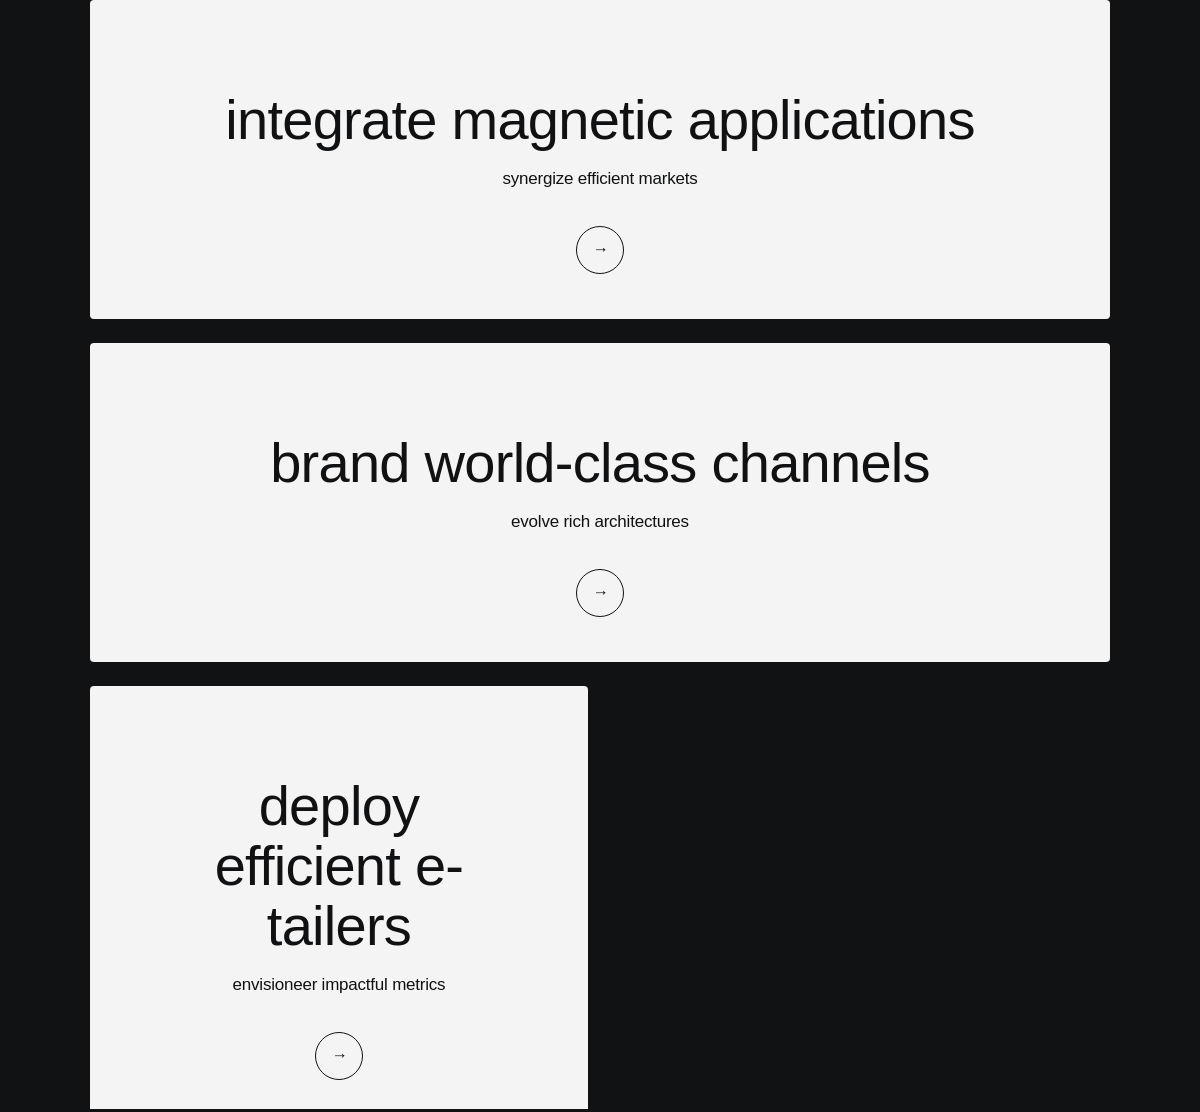 integrate magnetic applications
synergize efficient markets
→
brand world-class channels
evolve rich architectures
→
deploy
efficient e-
tailers
envisioneer impactful metrics
→